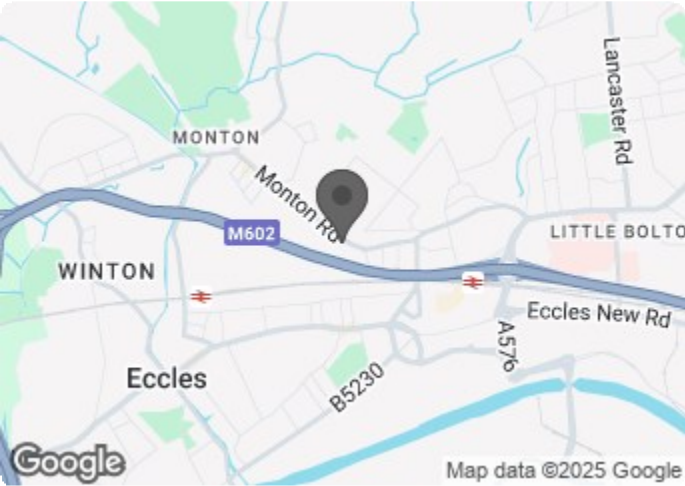 Lancaster Rd
MONTON
Monton Rd
M602
LITTLE BOLTO
WINTON
Eccles New Rd
A576
Eccles
B5230
Google
Map data ©2025 Google